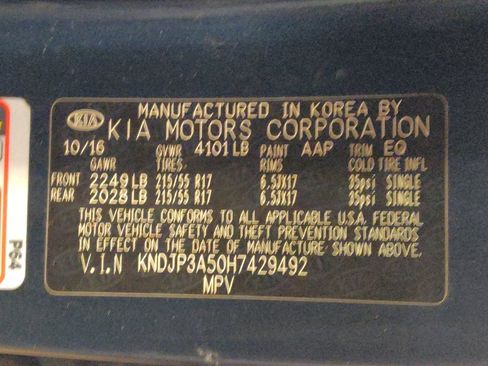 MANUFACTURED IN KOREA BY
KIA KIA MOTORS CORPORATION
10/16 GVWR 4101LB PAINT AAP TRIM EQ
GAWR TIRES: RIMS COLD TIRE INFL
FRONT 2249LB 215/55 R17 6.5JX17 35psi SINGLE
REAR 2028LB 215/55 R17 6.5JX17 35psi SINGLE
THIS VEHICLE CONFORMS TO ALL APPLICABLE U.S.A. FEDERAL
MOTOR VEHICLE SAFETY AND THEFT PREVENTION STANDARDS
IN EFFECT ON THE DATE OF MANUFACTURE SHOWN ABOVE.
V.I.N KNDJP3A50H7429492
MPV
P64